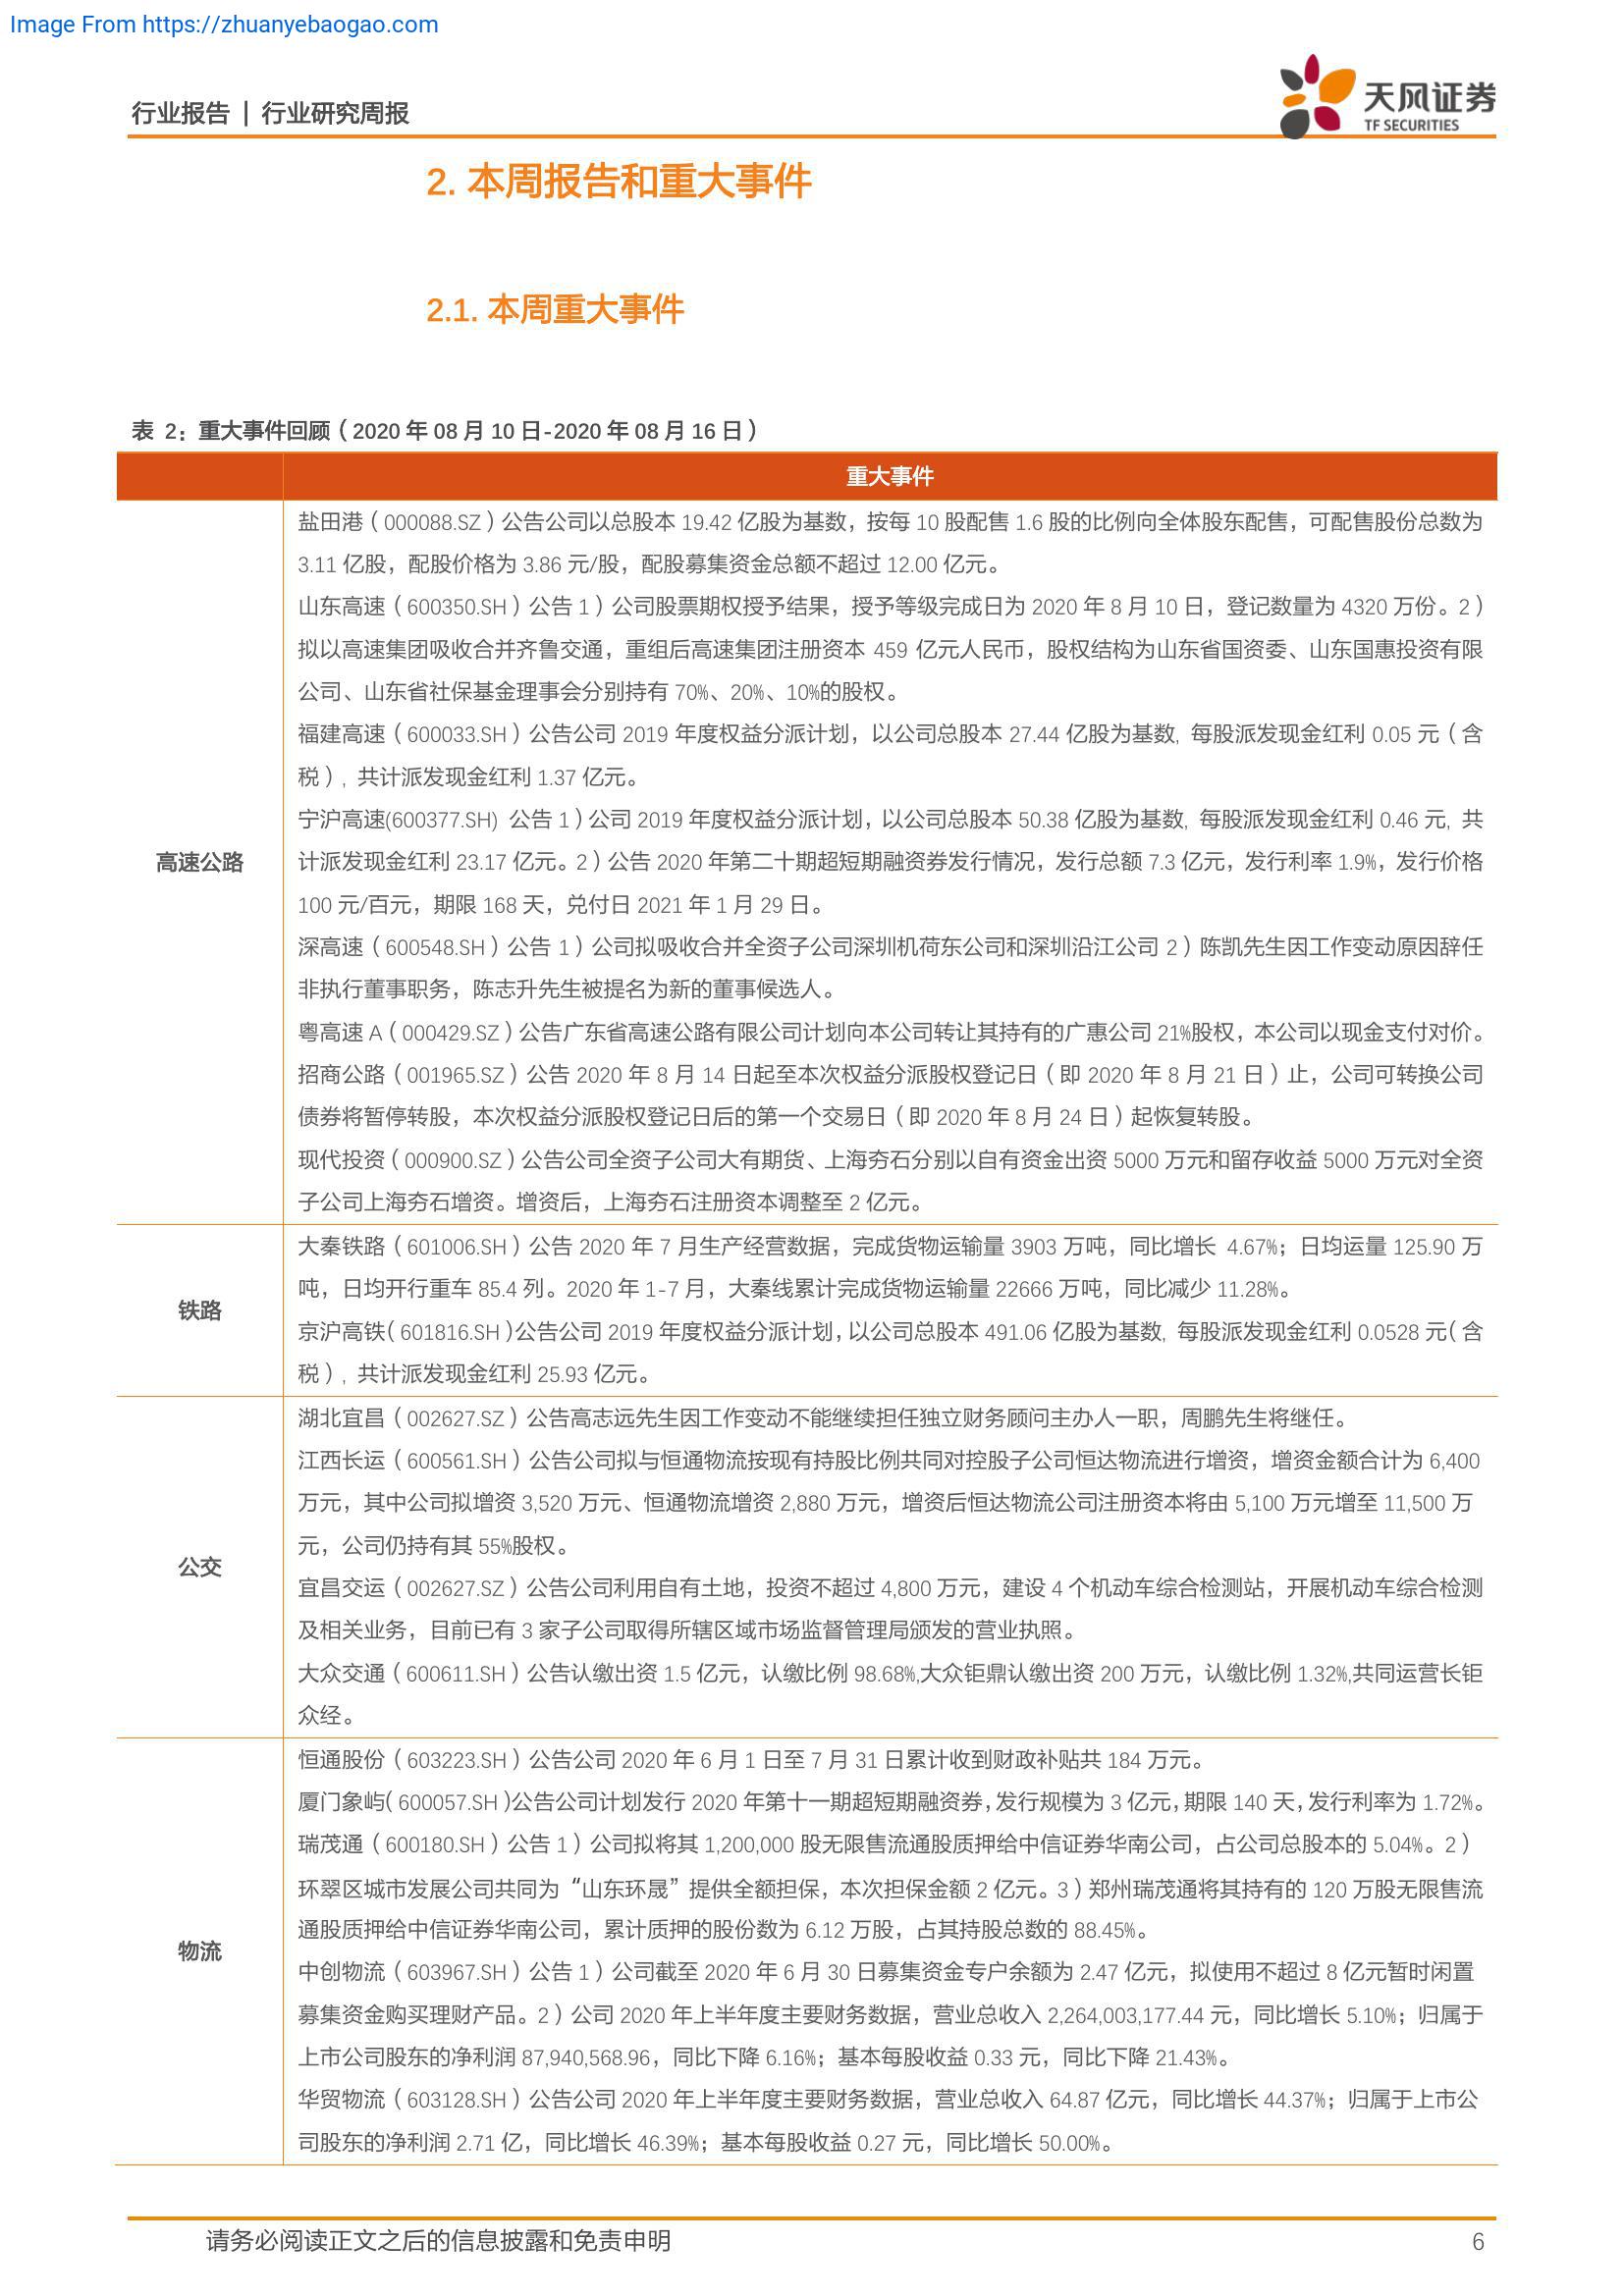 Image From https://zhuanyebaogao.com
行业报告 | 行业研究周报
天风证券
TF SECURITIES
2. 本周报告和重大事件
2.1. 本周重大事件
表 2：重大事件回顾（2020 年 08 月 10 日-2020 年 08 月 16 日）
重大事件
高速公路
盐田港（000088.SZ）公告公司以总股本 19.42 亿股为基数，按每 10 股配售 1.6 股的比例向全体股东配售，可配售股份总数为
3.11 亿股，配股价格为 3.86 元/股，配股募集资金总额不超过 12.00 亿元。
山东高速（600350.SH）公告 1）公司股票期权授予结果，授予等级完成日为 2020 年 8 月 10 日，登记数量为 4320 万份。2）
拟以高速集团吸收合并齐鲁交通，重组后高速集团注册资本 459 亿元人民币，股权结构为山东省国资委、山东国惠投资有限
公司、山东省社保基金理事会分别持有 70%、20%、10%的股权。
福建高速（600033.SH）公告公司 2019 年度权益分派计划，以公司总股本 27.44 亿股为基数, 每股派发现金红利 0.05 元（含
税）, 共计派发现金红利 1.37 亿元。
宁沪高速(600377.SH) 公告 1）公司 2019 年度权益分派计划，以公司总股本 50.38 亿股为基数, 每股派发现金红利 0.46 元, 共
计派发现金红利 23.17 亿元。2）公告 2020 年第二十期超短期融资券发行情况，发行总额 7.3 亿元，发行利率 1.9%，发行价格
100 元/百元，期限 168 天，兑付日 2021 年 1 月 29 日。
深高速（600548.SH）公告 1）公司拟吸收合并全资子公司深圳机荷东公司和深圳沿江公司 2）陈凯先生因工作变动原因辞任
非执行董事职务，陈志升先生被提名为新的董事候选人。
粤高速 A（000429.SZ）公告广东省高速公路有限公司计划向本公司转让其持有的广惠公司 21%股权，本公司以现金支付对价。
招商公路（001965.SZ）公告 2020 年 8 月 14 日起至本次权益分派股权登记日（即 2020 年 8 月 21 日）止，公司可转换公司
债券将暂停转股，本次权益分派股权登记日后的第一个交易日（即 2020 年 8 月 24 日）起恢复转股。
现代投资（000900.SZ）公告公司全资子公司大有期货、上海夯石分别以自有资金出资 5000 万元和留存收益 5000 万元对全资
子公司上海夯石增资。增资后，上海夯石注册资本调整至 2 亿元。
铁路
大秦铁路（601006.SH）公告 2020 年 7 月生产经营数据，完成货物运输量 3903 万吨，同比增长 4.67%；日均运量 125.90 万
吨，日均开行重车 85.4 列。2020 年 1-7 月，大秦线累计完成货物运输量 22666 万吨，同比减少 11.28%。
京沪高铁（601816.SH）公告公司 2019 年度权益分派计划，以公司总股本 491.06 亿股为基数, 每股派发现金红利 0.0528 元（含
税）, 共计派发现金红利 25.93 亿元。
公交
湖北宜昌（002627.SZ）公告高志远先生因工作变动不能继续担任独立财务顾问主办人一职，周鹏先生将继任。
江西长运（600561.SH）公告公司拟与恒通物流按现有持股比例共同对控股子公司恒达物流进行增资，增资金额合计为 6,400
万元，其中公司拟增资 3,520 万元、恒通物流增资 2,880 万元，增资后恒达物流公司注册资本将由 5,100 万元增至 11,500 万
元，公司仍持有其 55%股权。
宜昌交运（002627.SZ）公告公司利用自有土地，投资不超过 4,800 万元，建设 4 个机动车综合检测站，开展机动车综合检测
及相关业务，目前已有 3 家子公司取得所辖区域市场监督管理局颁发的营业执照。
大众交通（600611.SH）公告认缴出资 1.5 亿元，认缴比例 98.68%,大众钜鼎认缴出资 200 万元，认缴比例 1.32%,共同运营长钜
众经。
物流
恒通股份（603223.SH）公告公司 2020 年 6 月 1 日至 7 月 31 日累计收到财政补贴共 184 万元。
厦门象屿（600057.SH）公告公司计划发行 2020 年第十一期超短期融资券，发行规模为 3 亿元，期限 140 天，发行利率为 1.72%。
瑞茂通（600180.SH）公告 1）公司拟将其 1,200,000 股无限售流通股质押给中信证券华南公司，占公司总股本的 5.04%。2）
环翠区城市发展公司共同为“山东环晟”提供全额担保，本次担保金额 2 亿元。3）郑州瑞茂通将其持有的 120 万股无限售流
通股质押给中信证券华南公司，累计质押的股份数为 6.12 万股，占其持股总数的 88.45%。
中创物流（603967.SH）公告 1）公司截至 2020 年 6 月 30 日募集资金专户余额为 2.47 亿元，拟使用不超过 8 亿元暂时闲置
募集资金购买理财产品。2）公司 2020 年上半年度主要财务数据，营业总收入 2,264,003,177.44 元，同比增长 5.10%；归属于
上市公司股东的净利润 87,940,568.96，同比下降 6.16%；基本每股收益 0.33 元，同比下降 21.43%。
华贸物流（603128.SH）公告公司 2020 年上半年度主要财务数据，营业总收入 64.87 亿元，同比增长 44.37%；归属于上市公
司股东的净利润 2.71 亿，同比增长 46.39%；基本每股收益 0.27 元，同比增长 50.00%。
请务必阅读正文之后的信息披露和免责申明
6